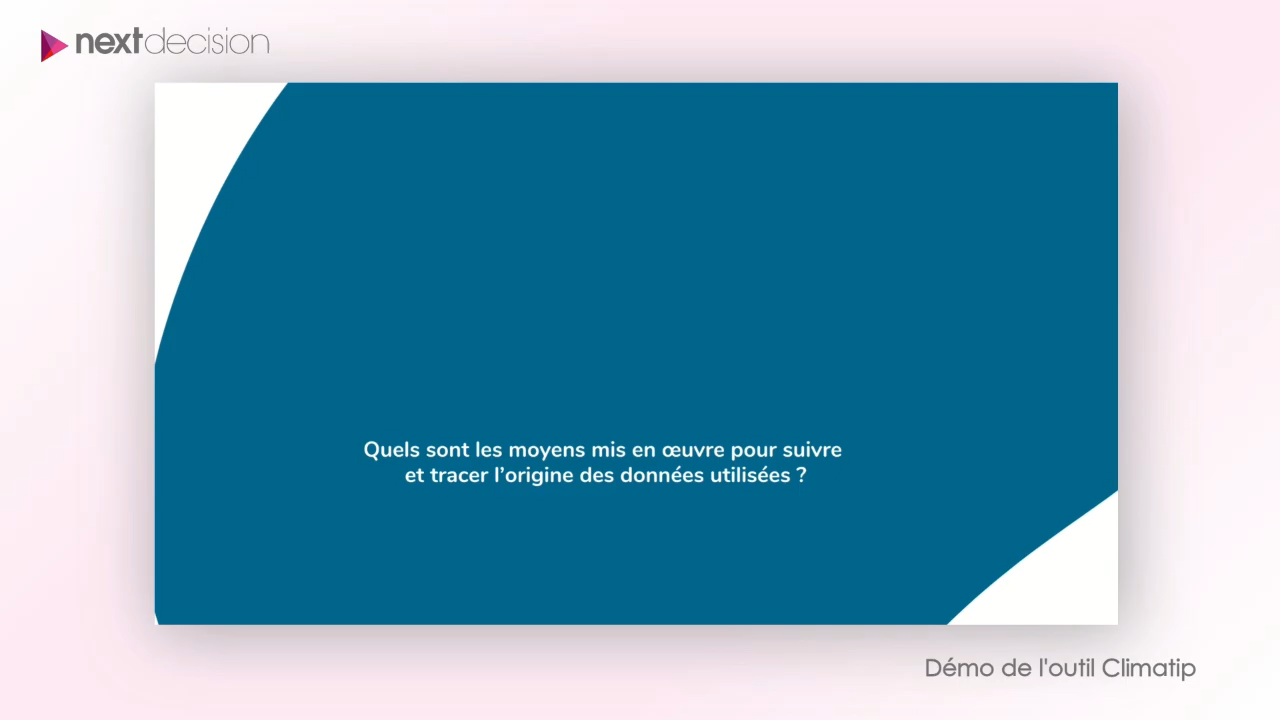 nextdecision
Quels sont les moyens mis en œuvre pour suivre
et tracer l’origine des données utilisées ?
Démo de l'outil Climatip